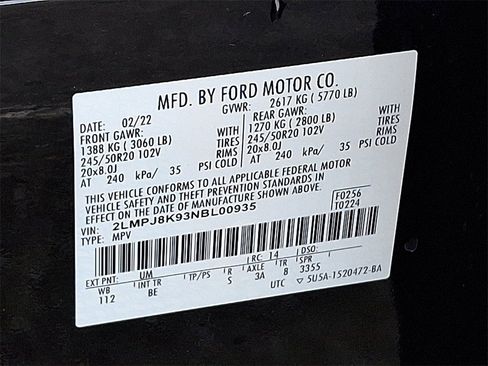 MFD. BY FORD MOTOR CO.
DATE: 02/22 GVWR: 2617 KG ( 5770 LB)
FRONT GAWR: REAR GAWR:
1388 KG ( 3060 LB) WITH 1270 KG ( 2800 LB) WITH
245/50R20 102V TIRES 245/50R20 102V TIRES
20x8.0J RIMS 20x8.0J RIMS
AT 240 kPa/ 35 PSI COLD AT 240 kPa/ 35 PSI COLD
THIS VEHICLE CONFORMS TO ALL APPLICABLE FEDERAL MOTOR
VEHICLE SAFETY AND THEFT PREVENTION STANDARDS IN
EFFECT ON THE DATE OF MANUFACTURE SHOWN ABOVE.
VIN: 2LMPJ8K93NBL00935 F0256
TYPE: MPV T0224
EXT PNT: UM RC: 14 DSO:
WB INT TR TP/PS R AXLE TR SPR
112 BE S 3A B 3355
UTC ▽ 5U5A-1520472-BA